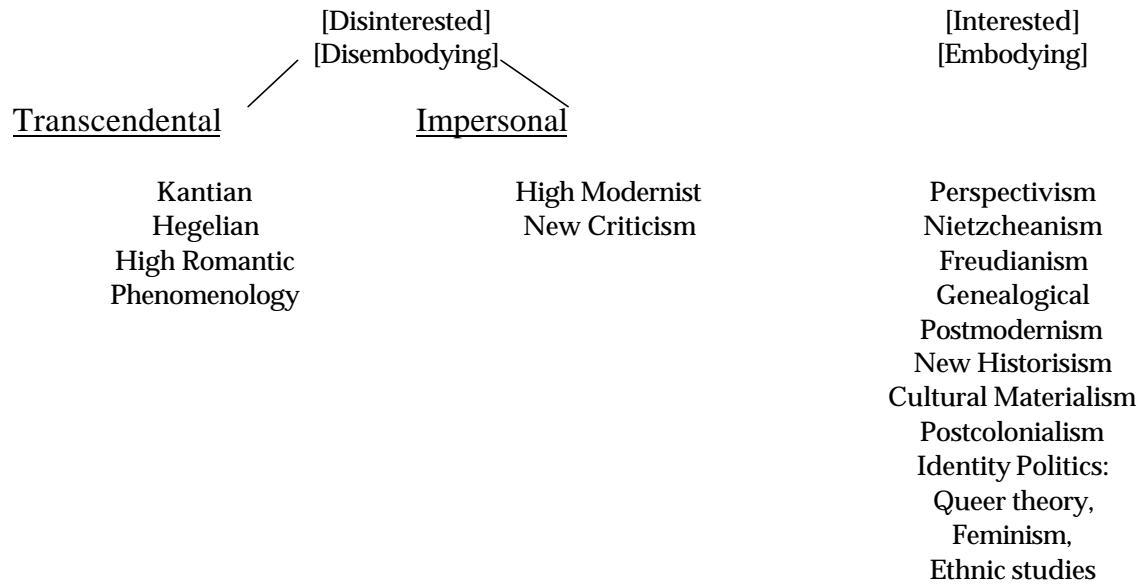 [Disinterested] [Interested]
[Disembodying] [Embodying]
Transcendental Impersonal
Kantian High Modernist Perspectivism
Hegelian New Criticism Nietzcheanism
High Romantic Freudianism
Phenomenology Genealogical
Postmodernism
New Historisism
Cultural Materialism
Postcolonialism
Identity Politics:
Queer theory,
Feminism,
Ethnic studies